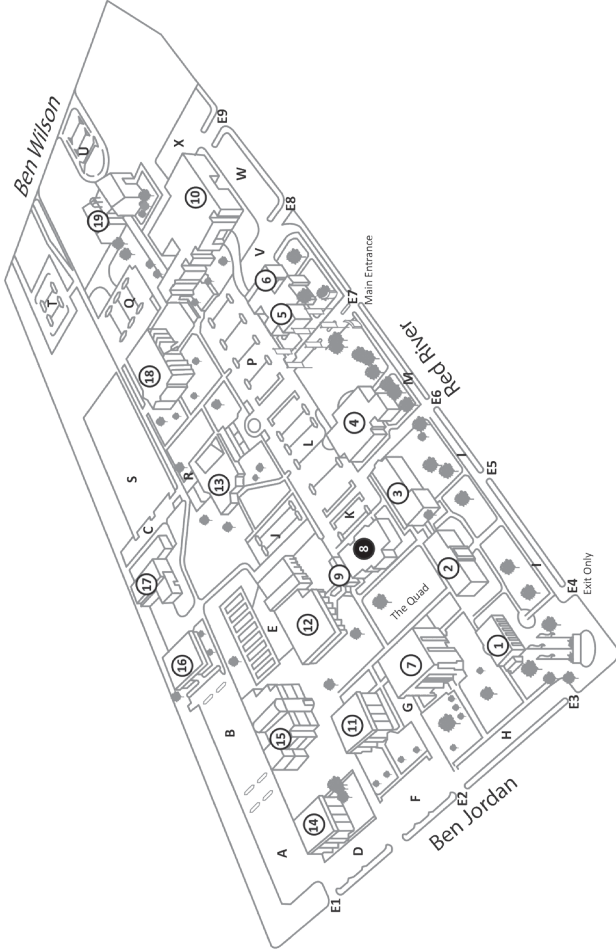 Ben Wilson
U
19
X
E9
10
W
T
Q
E8
V
6
5
E7
Main Entrance
18
P
Red River
M
E6
4
L
S
R
13
C
17
J
K
3
I
E5
8
9
2
I
E4
Exit Only
The Quad
E
12
16
1
7
G
E3
H
B
15
11
F
E2
Ben Jordan
14
A
D
E1